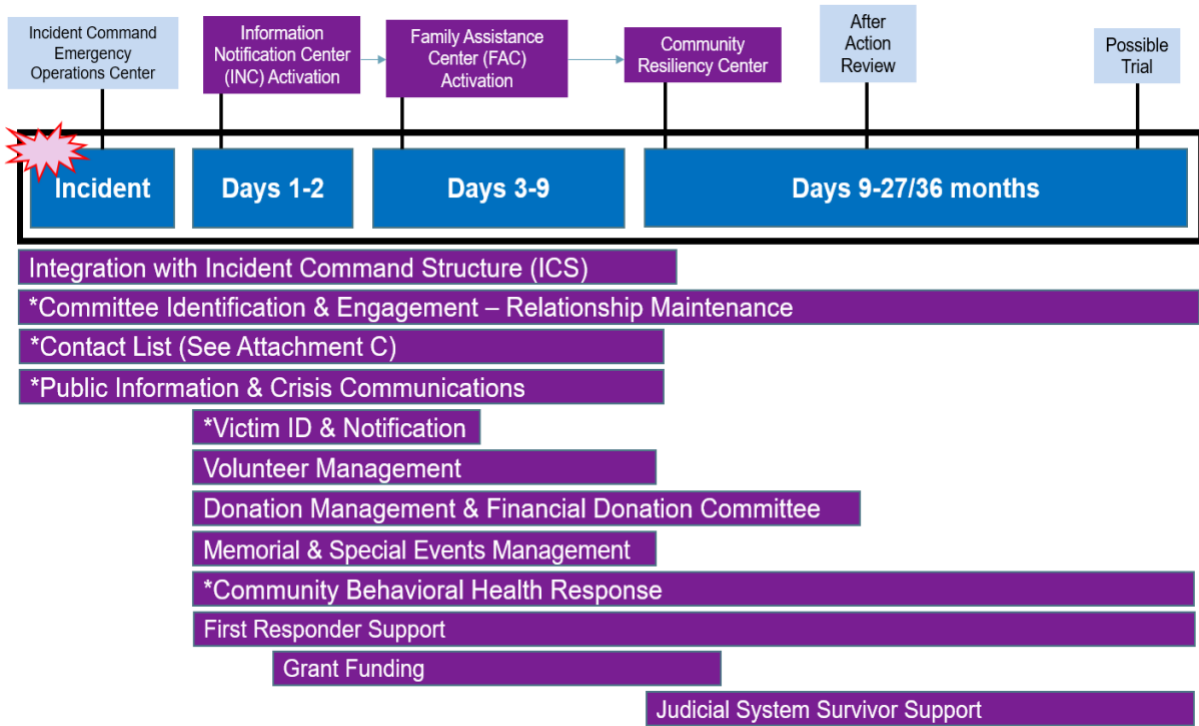 Incident Command
Emergency
Operations Center
Information
Notification Center
(INC) Activation
Family Assistance
Center (FAC)
Activation
Community
Resiliency Center
After
Action
Review
Possible
Trial
Incident
Days 1-2
Days 3-9
Days 9-27/36 months
Integration with Incident Command Structure (ICS)
*Committee Identification & Engagement – Relationship Maintenance
*Contact List (See Attachment C)
*Public Information & Crisis Communications
*Victim ID & Notification
Volunteer Management
Donation Management & Financial Donation Committee
Memorial & Special Events Management
*Community Behavioral Health Response
First Responder Support
Grant Funding
Judicial System Survivor Support